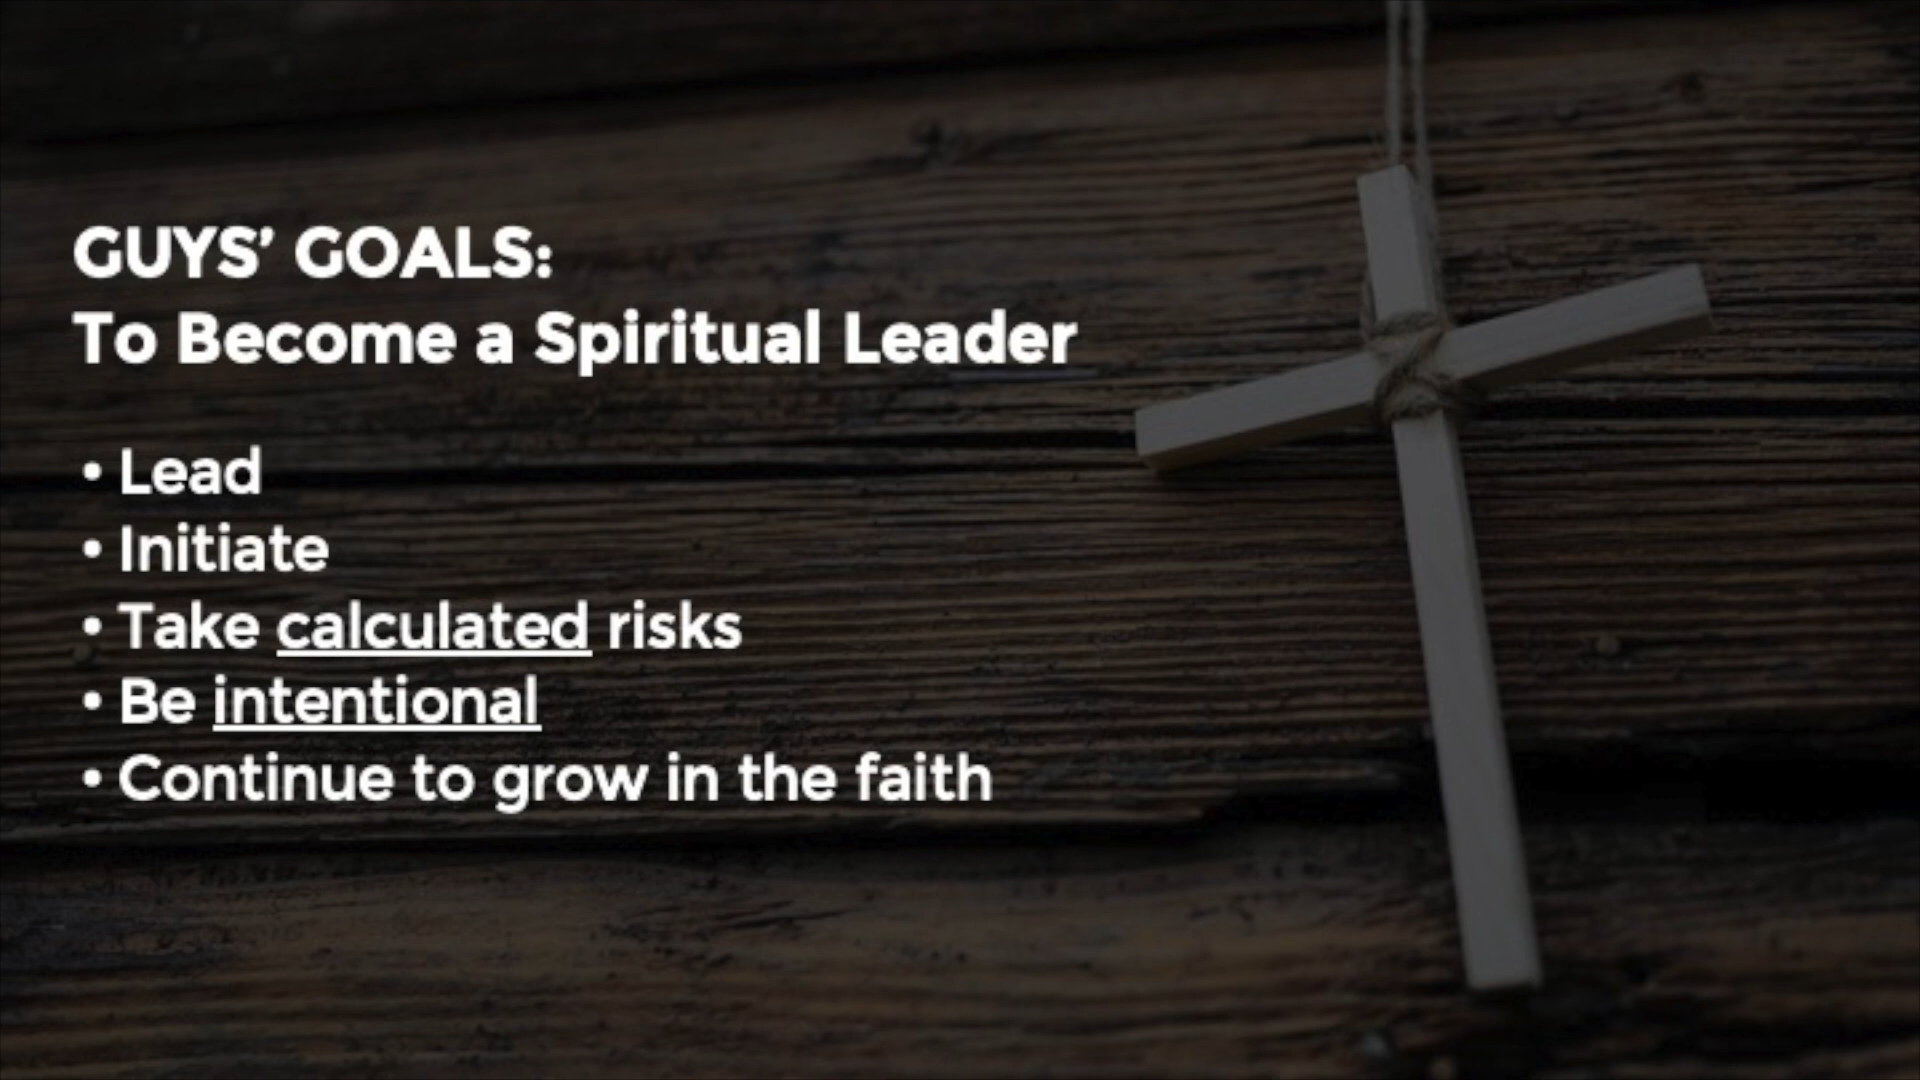 GUYS’ GOALS:
To Become a Spiritual Leader
• Lead
• Initiate
• Take calculated risks
• Be intentional
• Continue to grow in the faith